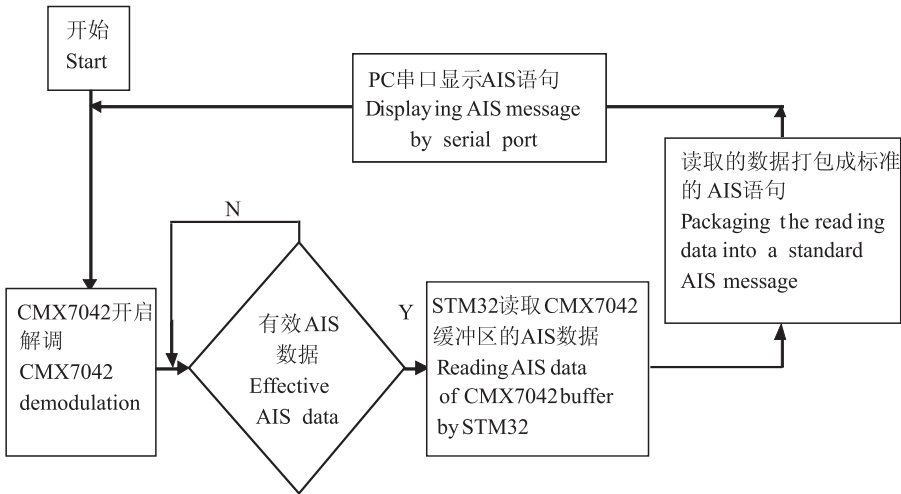 开始
Start
PC串口显示AIS语句
Displaying AIS message
by serial port
读取的数据打包成标准
的 AIS语句
Packaging the reading
data into a standard
AIS message
N
CMX7042开启
解调
CMX7042
demodulation
有效AIS
数据
Effective
AIS data
Y
STM32读取CMX7042
缓冲区的AIS数据
Reading AIS data
of CMX7042 buffer
by STM32